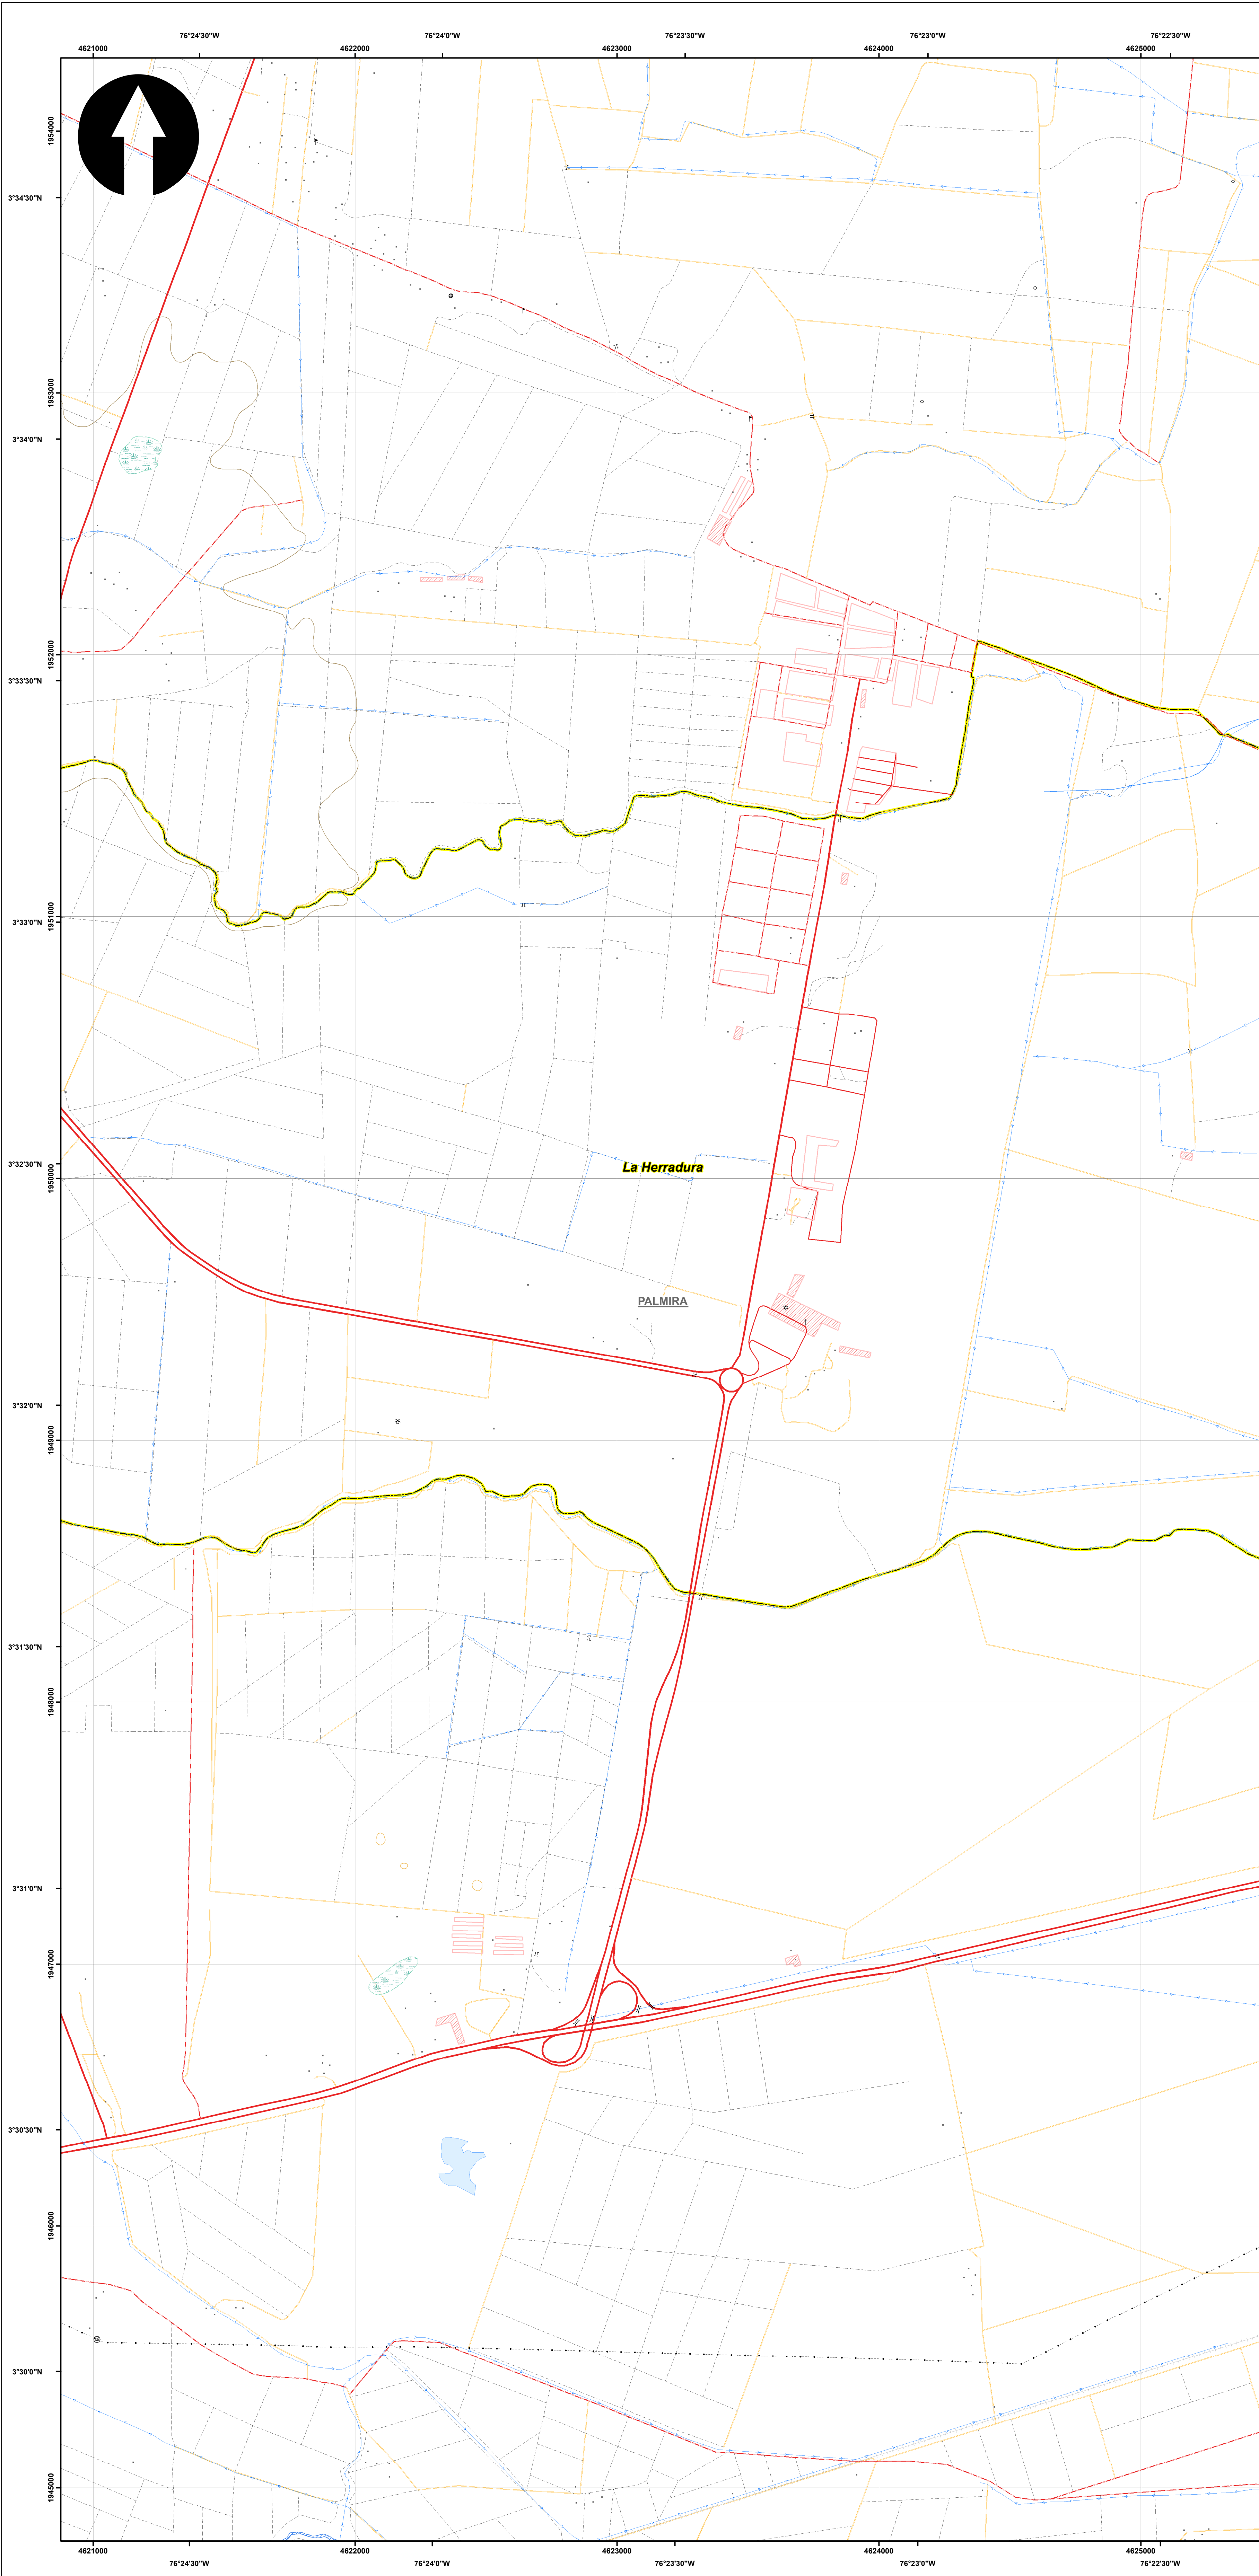 76°24'30"W 76°24'0"W 76°23'30"W 76°23'0"W 76°22'30"W
4621000 4622000 4623000 4624000 4625000
1954000
3°34'30"N
1953000
3°34'0"N
1952000
3°33'30"N
1951000
3°33'0"N
3°32'30"N
La Herradura
1950000
PALMIRA
3°32'0"N
1949000
3°31'30"N
1948000
3°31'0"N
1947000
3°30'30"N
1946000
3°30'0"N
1945000
4621000 4622000 4623000 4624000 4625000
76°24'30"W 76°24'0"W 76°23'30"W 76°23'0"W 76°22'30"W